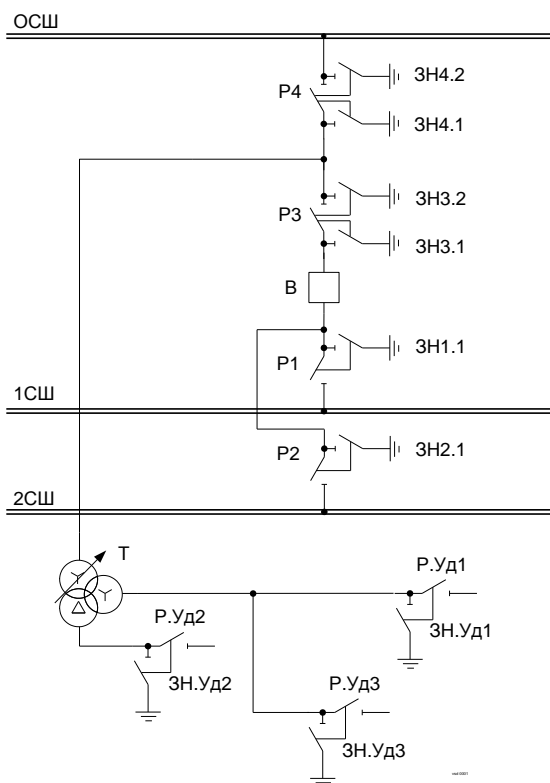 ОСШ
ЗН4.2
Р4
ЗН4.1
ЗН3.2
Р3
ЗН3.1
В
ЗН1.1
Р1
1СШ
Р2
ЗН2.1
2СШ
Т
Р.Уд1
Р.Уд2
ЗН.Уд1
ЗН.Уд2
Р.Уд3
ЗН.Уд3